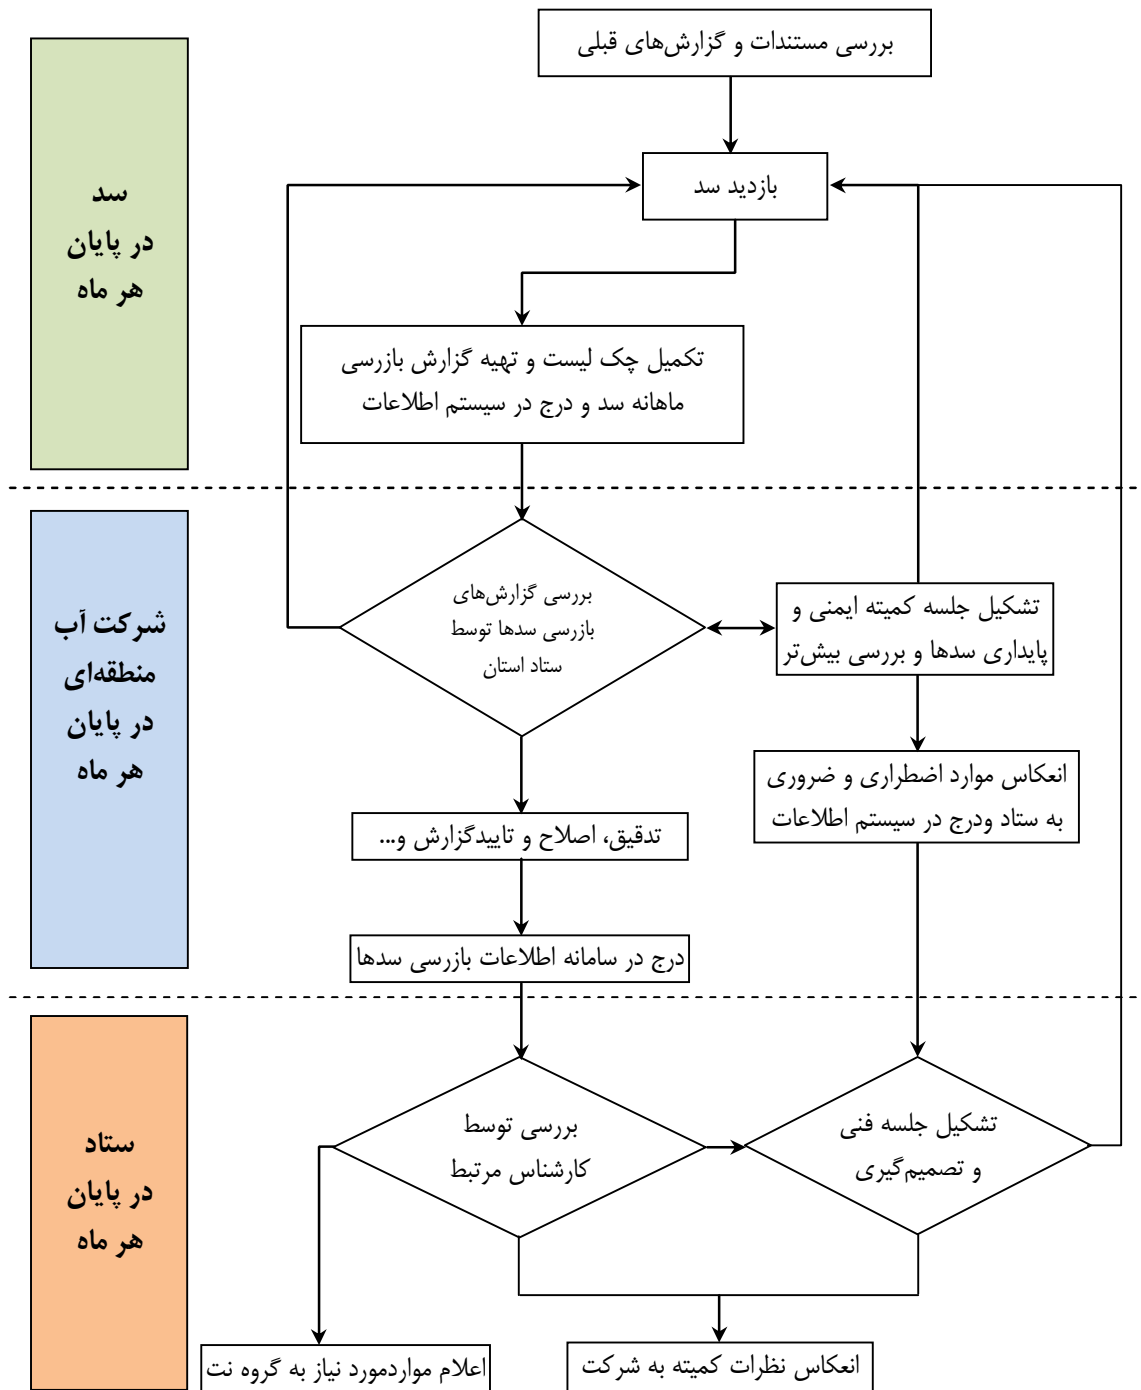 بررسی مستندات و گزارش‌های قبلی
سد
در پایان
هر ماه
بازدید سد
تکمیل چک لیست و تهیه گزارش بازرسی
ماهانه سد و درج در سیستم اطلاعات
شرکت آب
منطقه‌ای
در پایان
هر ماه
بررسی گزارش‌های
بازرسی سدها توسط
ستاد استان
تشکیل جلسه کمیته ایمنی و
پایداری سدها و بررسی بیش‌تر
انعکاس موارد اضطراری و ضروری
به ستاد ودرج در سیستم اطلاعات
تدقیق، اصلاح و تاییدگزارش و...
درج در سامانه اطلاعات بازرسی سدها
ستاد
در پایان
هر ماه
بررسی توسط
کارشناس مرتبط
تشکیل جلسه فنی
و تصمیم‌گیری
انعکاس نظرات کمیته به شرکت
اعلام مواردمورد نیاز به گروه نت